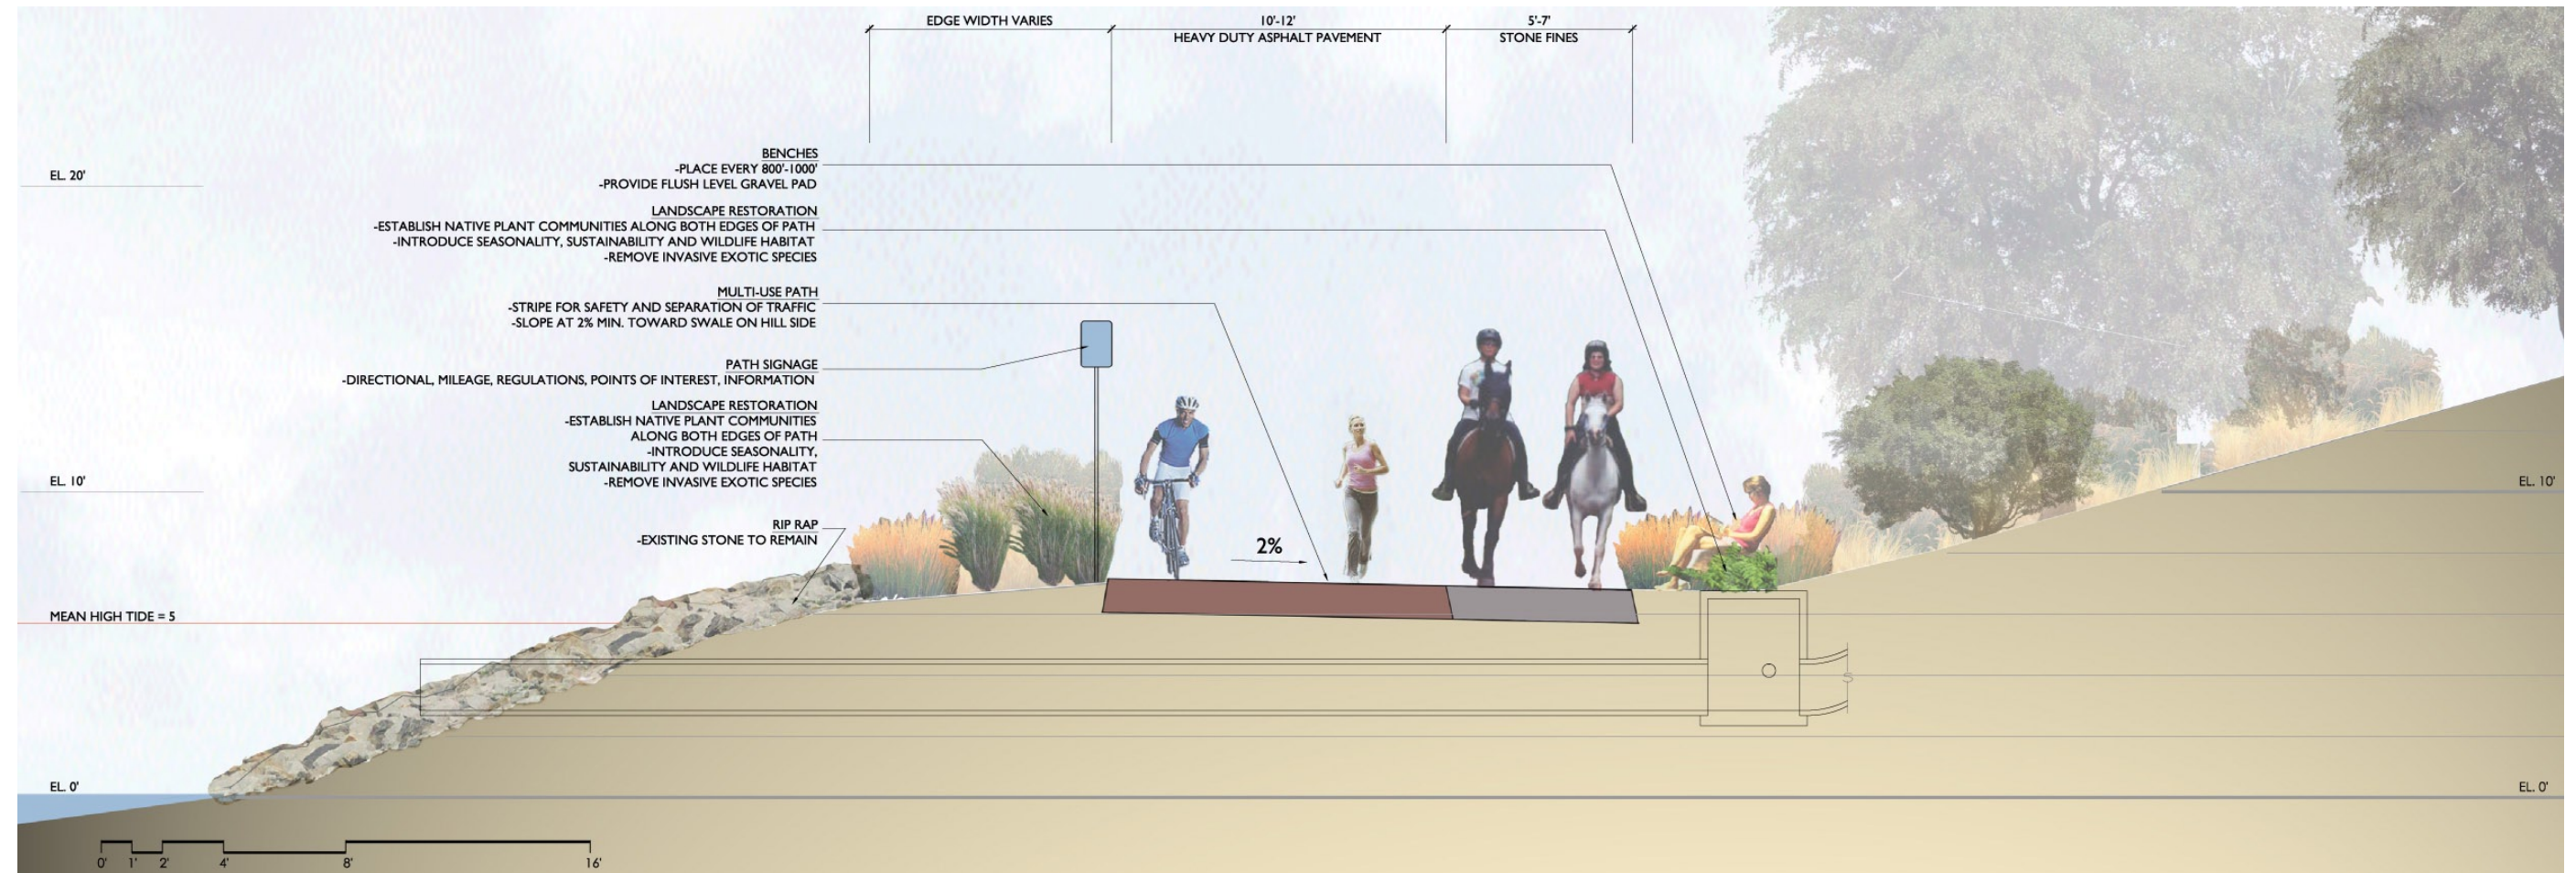 EDGE WIDTH VARIES
10'-12'
HEAVY DUTY ASPHALT PAVEMENT
5'-7'
STONE FINES
BENCHES
-PLACE EVERY 800'-1000'
-PROVIDE FLUSH LEVEL GRAVEL PAD
EL. 20'
LANDSCAPE RESTORATION
-ESTABLISH NATIVE PLANT COMMUNITIES ALONG BOTH EDGES OF PATH
-INTRODUCE SEASONALITY, SUSTAINABILITY AND WILDLIFE HABITAT
-REMOVE INVASIVE EXOTIC SPECIES
MULTI-USE PATH
-STRIPE FOR SAFETY AND SEPARATION OF TRAFFIC
-SLOPE AT 2% MIN. TOWARD SWALE ON HILL SIDE
PATH SIGNAGE
-DIRECTIONAL, MILEAGE, REGULATIONS, POINTS OF INTEREST, INFORMATION
LANDSCAPE RESTORATION
-ESTABLISH NATIVE PLANT COMMUNITIES
ALONG BOTH EDGES OF PATH
-INTRODUCE SEASONALITY,
SUSTAINABILITY AND WILDLIFE HABITAT
-REMOVE INVASIVE EXOTIC SPECIES
EL. 10'
EL. 10'
RIP RAP
-EXISTING STONE TO REMAIN
2%
MEAN HIGH TIDE = 5
EL. 0'
EL. 0'
0' 1' 2' 4' 8' 16'